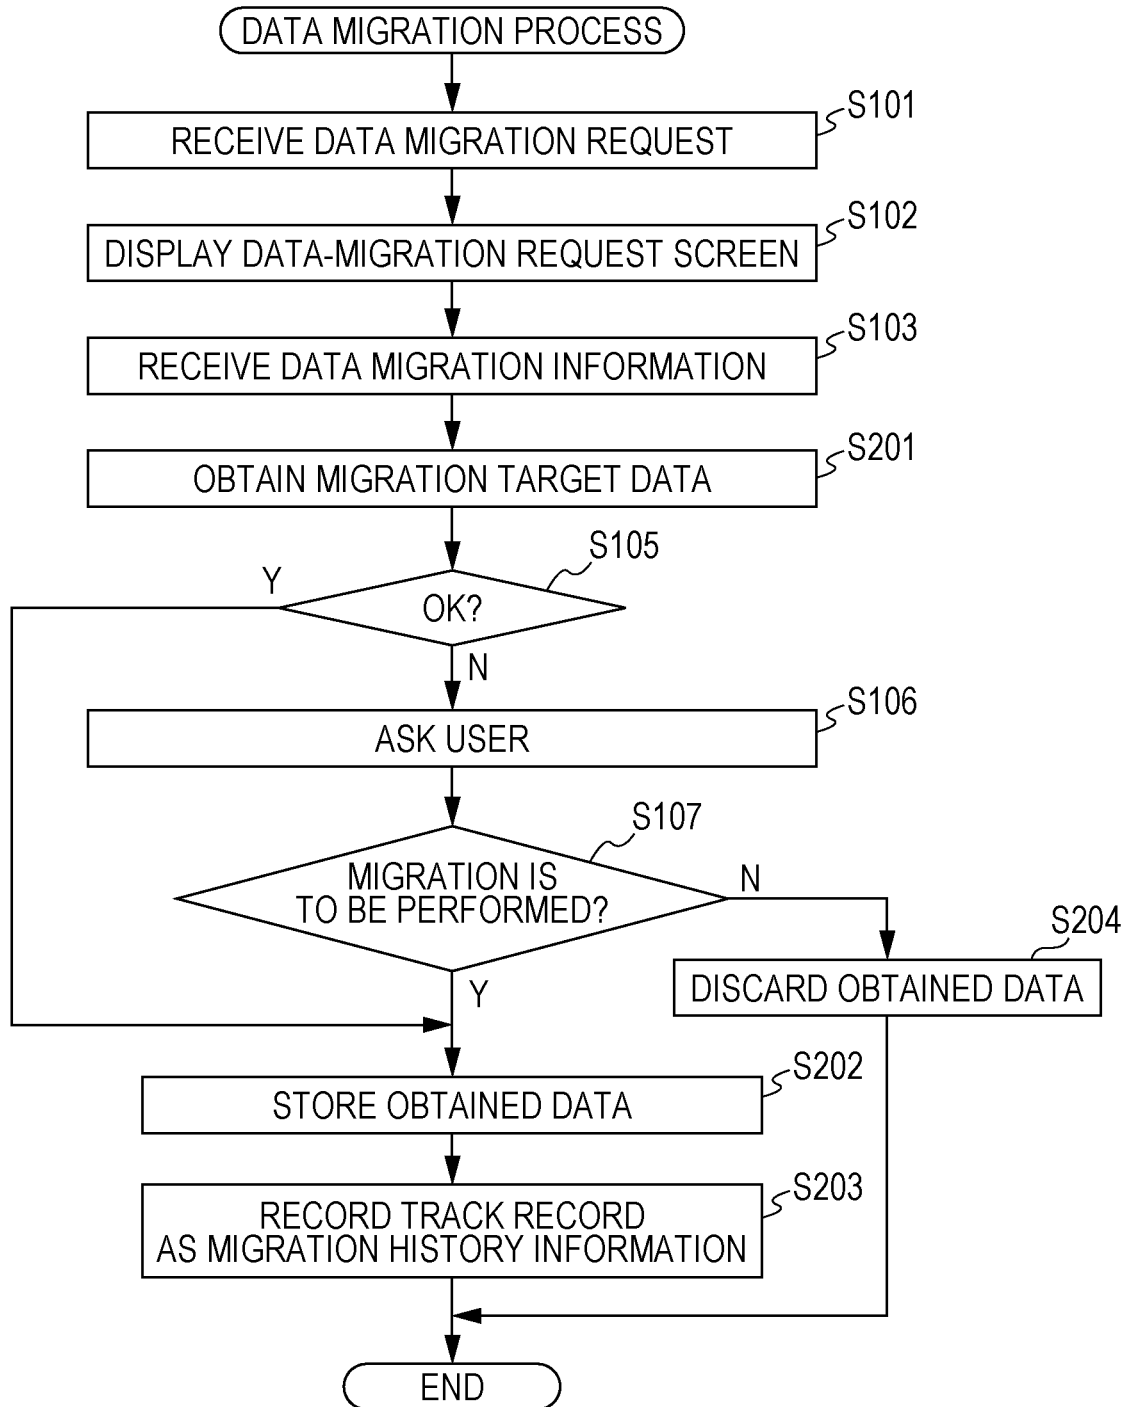 DATA MIGRATION PROCESS
S101
RECEIVE DATA MIGRATION REQUEST
S102
DISPLAY DATA-MIGRATION REQUEST SCREEN
S103
RECEIVE DATA MIGRATION INFORMATION
S201
OBTAIN MIGRATION TARGET DATA
S105
Y
OK?
N
S106
ASK USER
S107
MIGRATION IS
TO BE PERFORMED?
N
S204
DISCARD OBTAINED DATA
Y
S202
STORE OBTAINED DATA
S203
RECORD TRACK RECORD
AS MIGRATION HISTORY INFORMATION
END